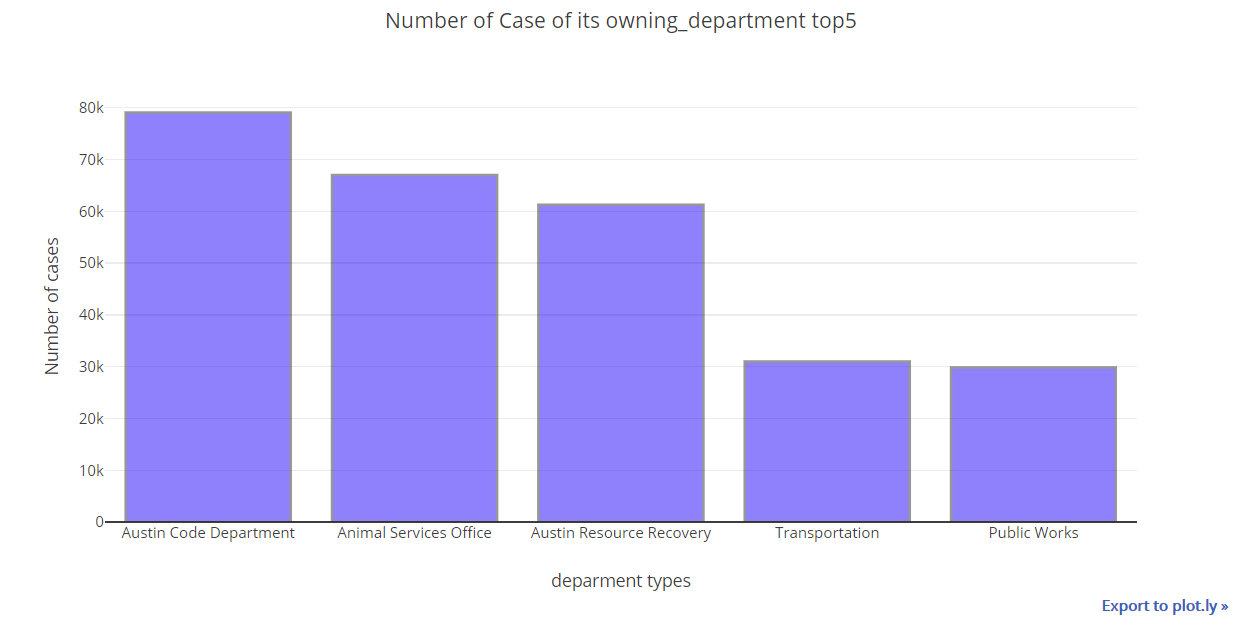 Number of Case of its owning_department top5
80k
70k
60k
50k
40k
30k
20k
10k
0
Number of cases
Austin Code Department
Animal Services Office
Austin Resource Recovery
Transportation
Public Works
deparment types
Export to plot.ly »